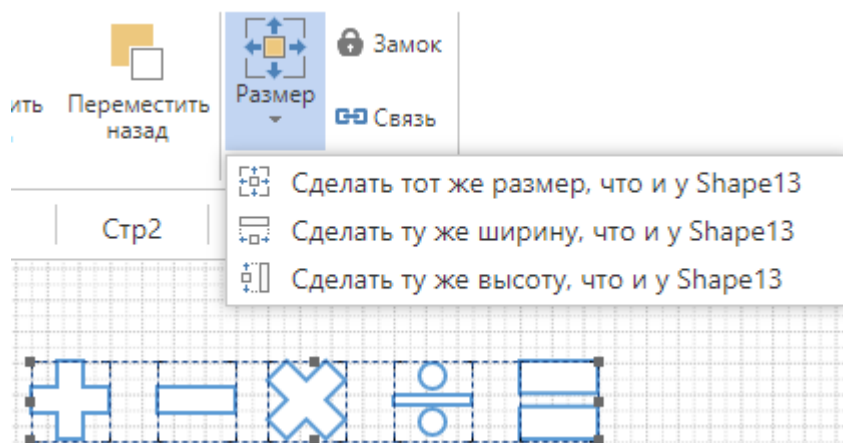 Переместить
назад
Размер
Замок
Связь
Сделать тот же размер, что и у Shape13
Стр2
Сделать ту же ширину, что и у Shape13
Сделать ту же высоту, что и у Shape13